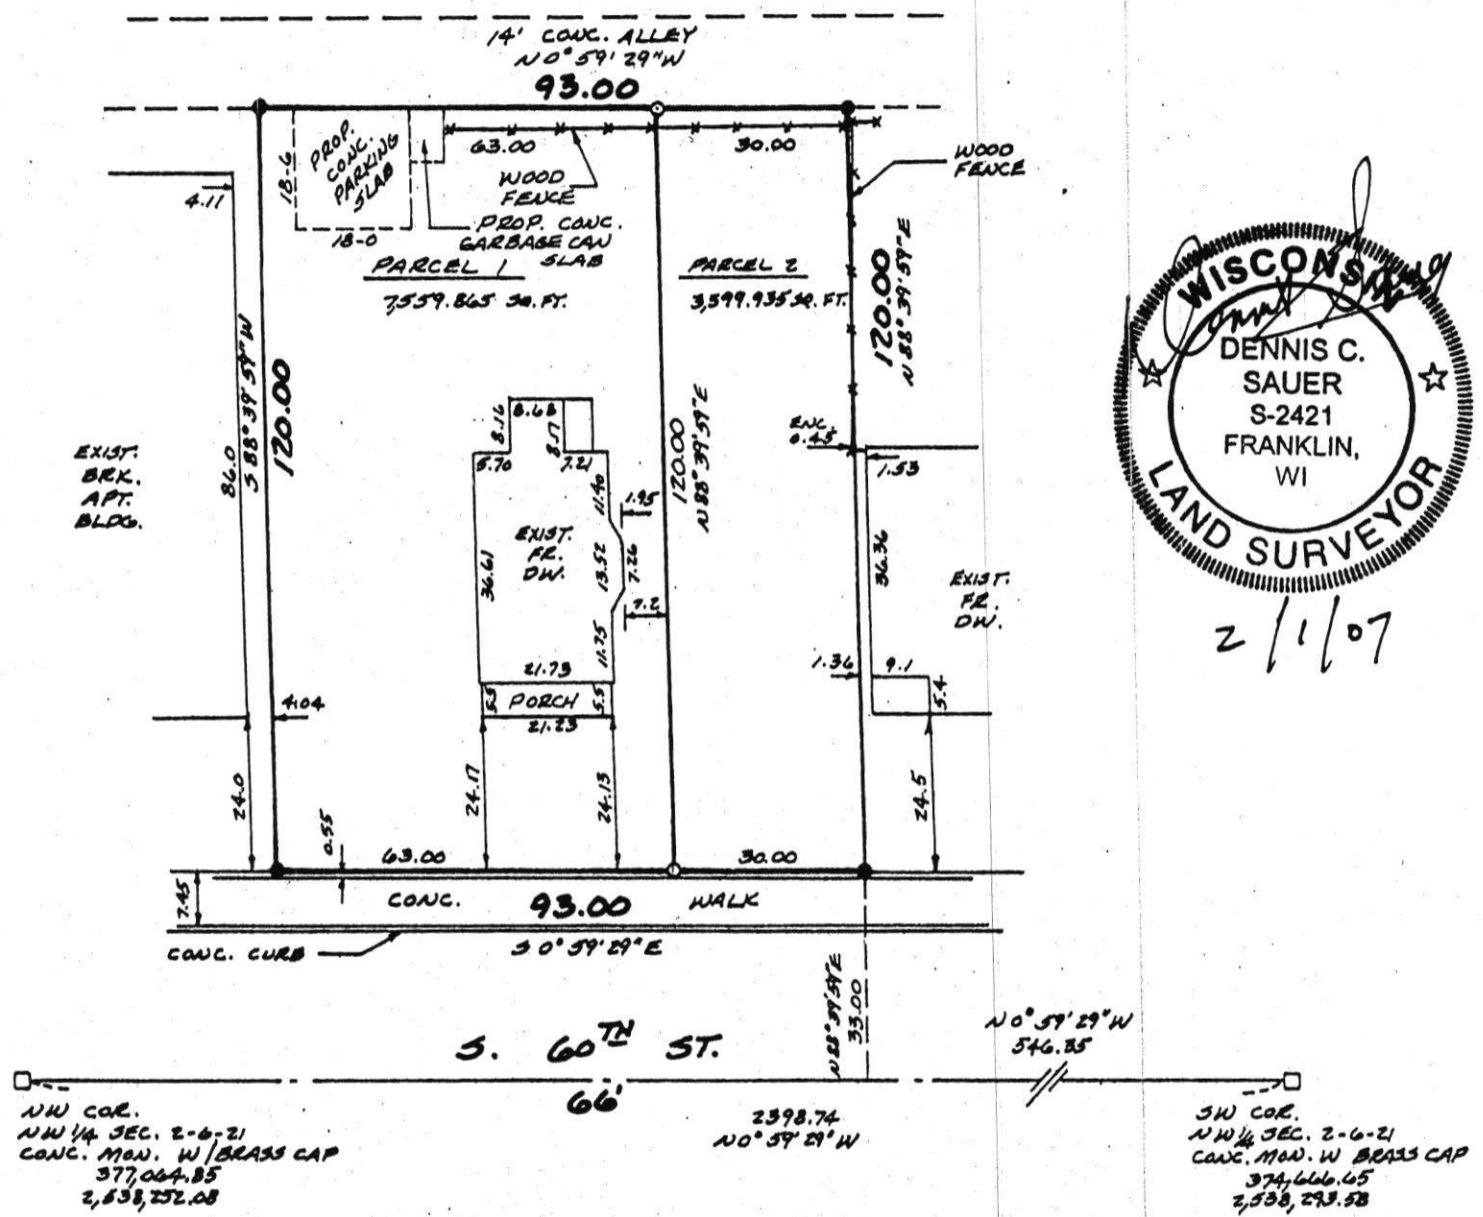 14' CONC. ALLEY
N 0° 59' 29" W
93.00
63.00
30.00
WOOD
FENCE
WOOD
FENCE
PROP.
CONC.
PARKING
SLAB
18-6
18-0
PROP. CONC.
GARBAGE CAN
SLAB
4.11
PARCEL 1
7,559.865 SQ. FT.
PARCEL 2
3,599.935 SQ. FT.
120.00
S 88° 39' 59" W
86.0
120.00
N 88° 39' 59" E
120.00
N 88° 39' 59" E
EXIST.
BRK.
APT.
BLDG.
8.16
8.68
8.17
5.70
7.21
11.40
1.95
EXIST.
FR.
DW.
36.61
13.52
7.26
7.2
11.75
21.73
5.5
PORCH
5.5
21.23
24.17
24.13
ENC.
0.45
1.53
36.36
EXIST.
FR.
DW.
1.36
9.1
5.4
24.5
4.04
24.0
0.55
63.00
30.00
7.45
CONC.
93.00
WALK
CONC. CURB
S 0° 59' 29" E
N 88° 39' 59" E
33.00
S. 60TH ST.
66'
N 0° 59' 29" W
546.35
2398.74
N 0° 59' 29" W
NW COR.
NW 1/4 SEC. 2-6-21
CONC. MON. W/BRASS CAP
377,064.85
2,538,252.08
SW COR.
NW 1/4 SEC. 2-6-21
CONC. MON. W BRASS CAP
374,666.65
2,538,293.58
WISCONSIN
DENNIS C.
SAUER
S-2421
FRANKLIN,
WI
LAND SURVEYOR
2/1/07